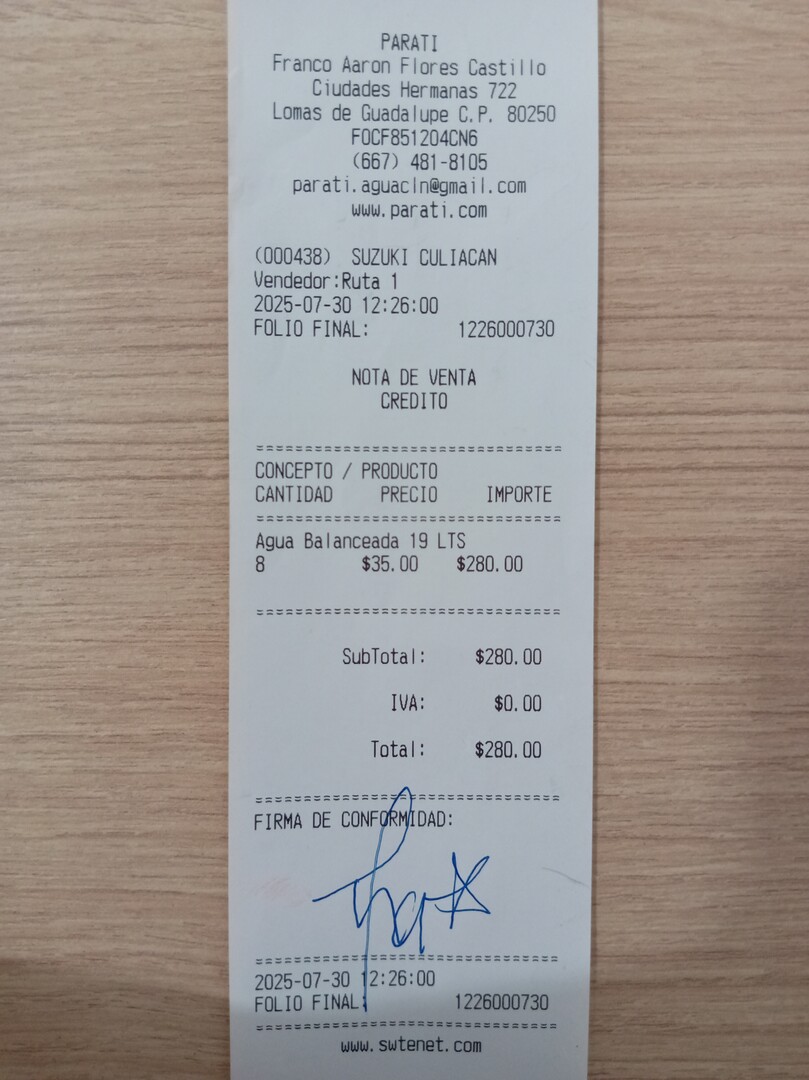 PARATI
Franco Aaron Flores Castillo
Ciudades Hermanas 722
Lomas de Guadalupe C.P. 80250
FOCF851204CN6
(667) 481-8105
parati.aguacln@gmail.com
www.parati.com
(000438) SUZUKI CULIACAN
Vendedor:Ruta 1
2025-07-30 12:26:00
FOLIO FINAL: 1226000730
NOTA DE VENTA
CREDITO
===============================
CONCEPTO / PRODUCTO
CANTIDAD PRECIO IMPORTE
===============================
Agua Balanceada 19 LTS
8 $35.00 $280.00
===============================
SubTotal: $280.00
IVA: $0.00
Total: $280.00
===============================
FIRMA DE CONFORMIDAD:
===============================
2025-07-30 12:26:00
FOLIO FINAL: 1226000730
===============================
www.swtenet.com